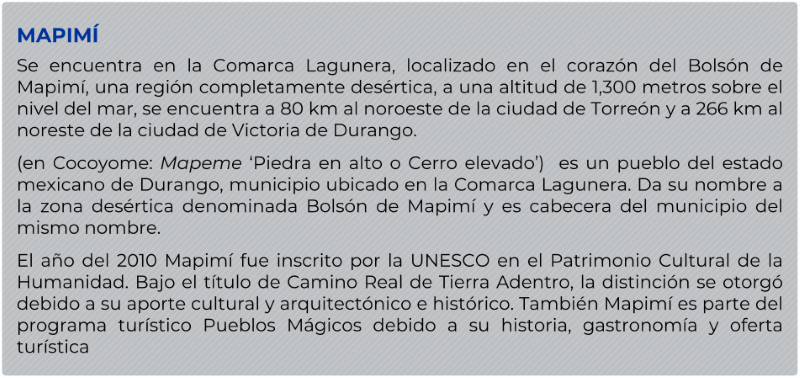 MAPIMÍ
Se encuentra en la Comarca Lagunera, localizado en el corazón del Bolsón de
Mapimí, una región completamente desértica, a una altitud de 1,300 metros sobre el
nivel del mar, se encuentra a 80 km al noroeste de la ciudad de Torreón y a 266 km al
noreste de la ciudad de Victoria de Durango.
(en Cocoyome: Mapeme ‘Piedra en alto o Cerro elevado’)  es un pueblo del estado
mexicano de Durango, municipio ubicado en la Comarca Lagunera. Da su nombre a
la zona desértica denominada Bolsón de Mapimí y es cabecera del municipio del
mismo nombre.
El año del 2010 Mapimí fue inscrito por la UNESCO en el Patrimonio Cultural de la
Humanidad. Bajo el título de Camino Real de Tierra Adentro, la distinción se otorgó
debido a su aporte cultural y arquitectónico e histórico. También Mapimí es parte del
programa turístico Pueblos Mágicos debido a su historia, gastronomía y oferta
turística